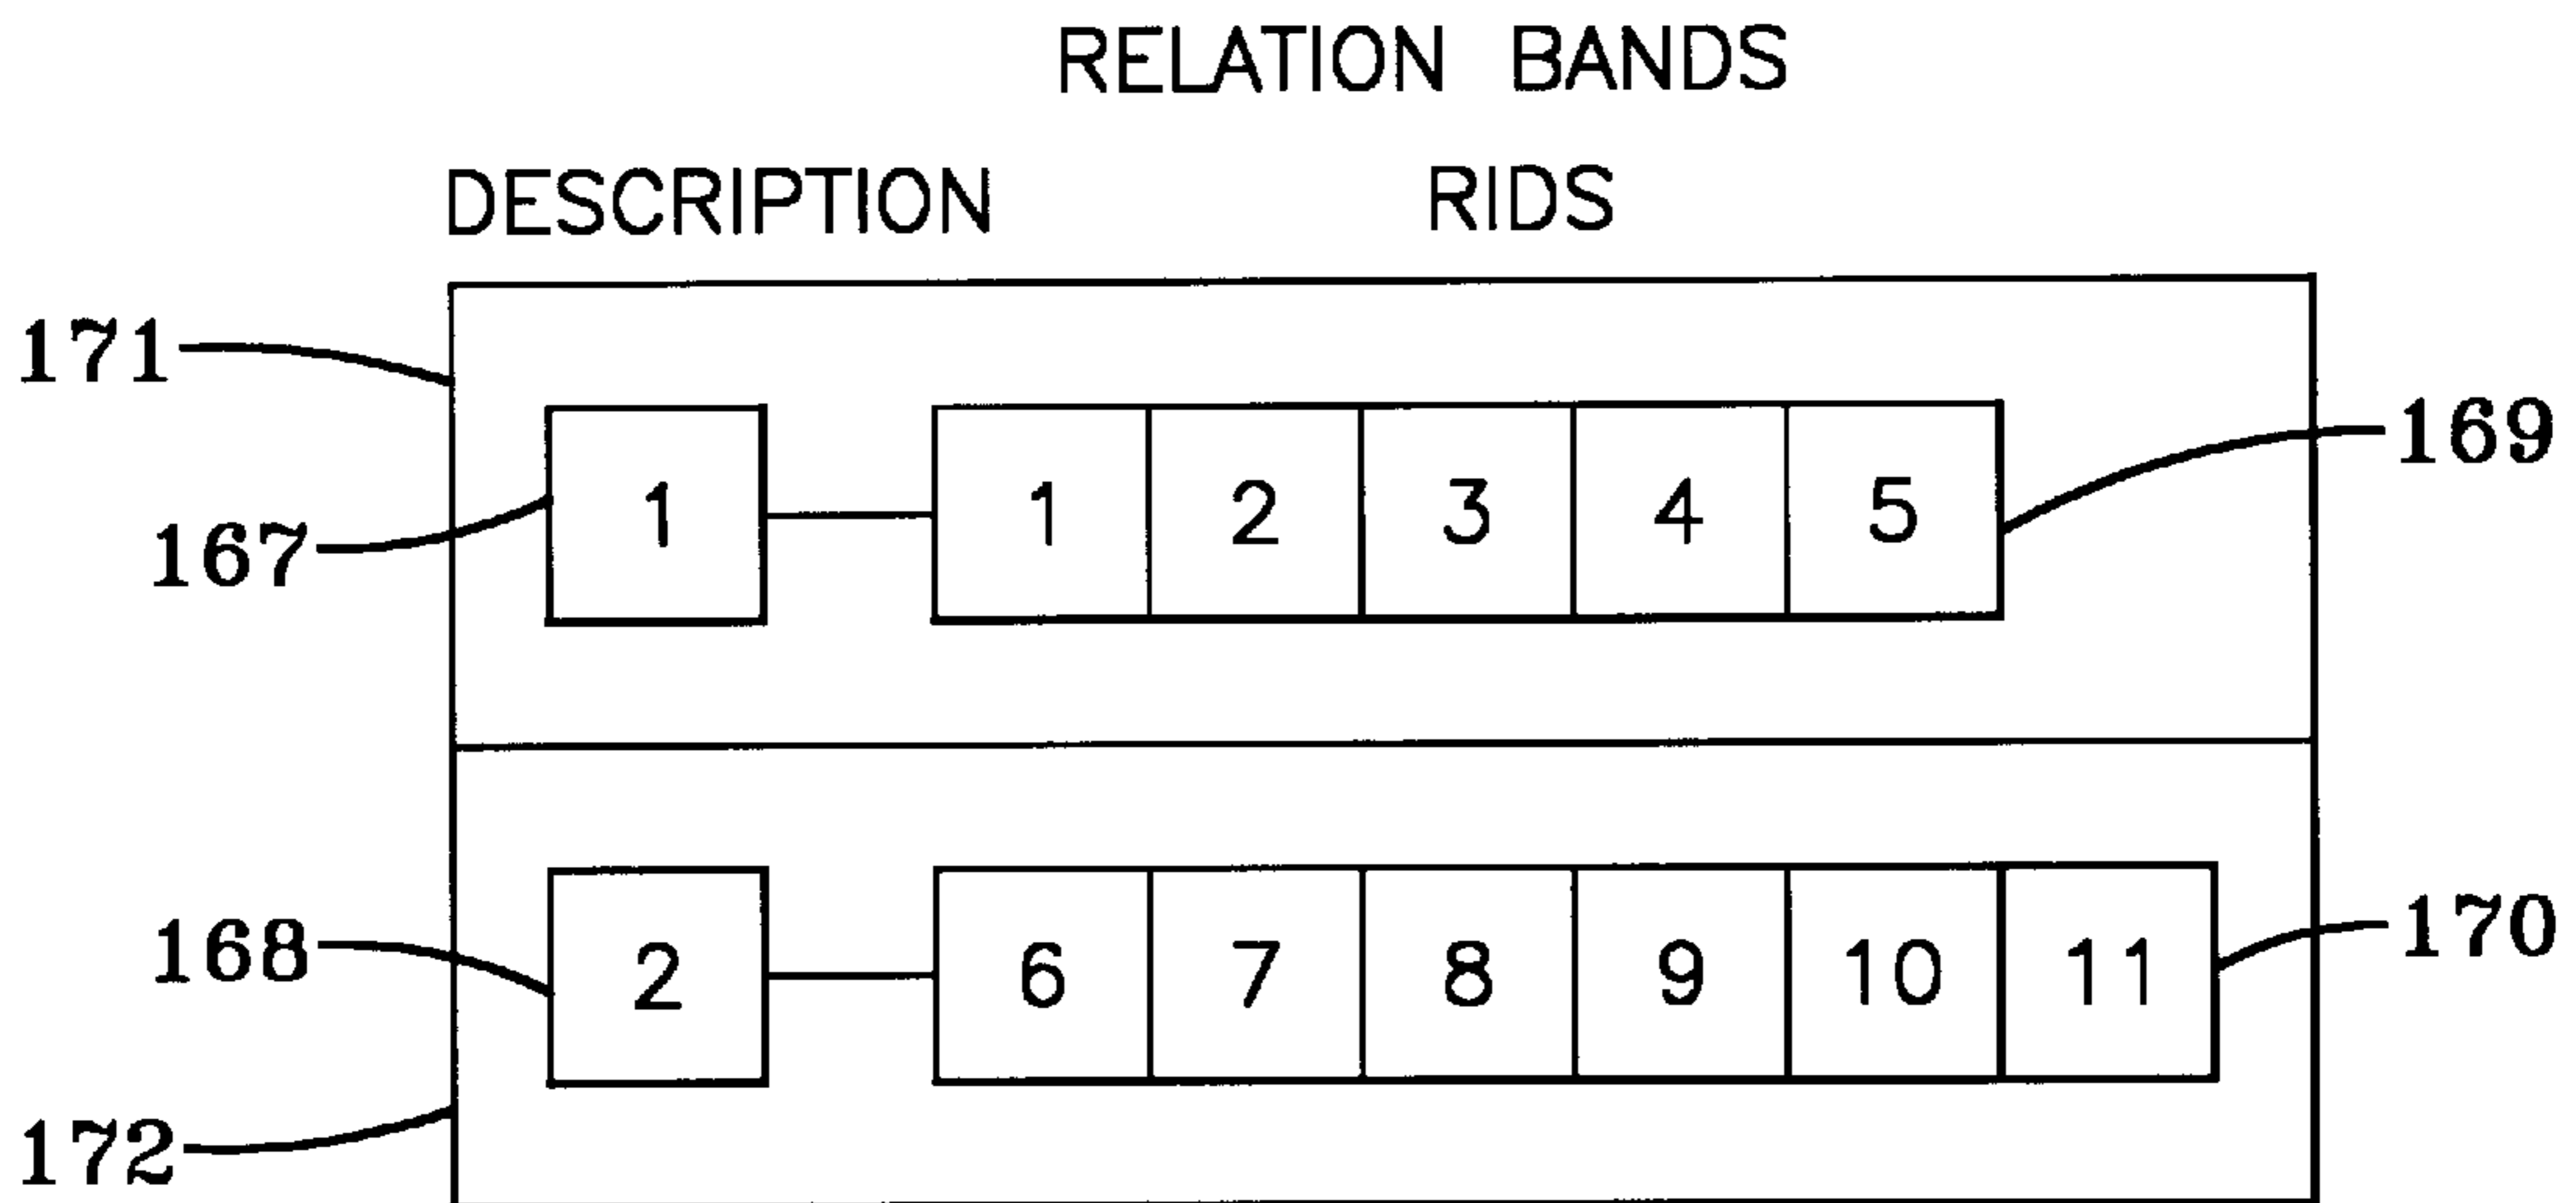 RELATION BANDS
DESCRIPTION RIDS
171
167 1 1 2 3 4 5 169
168 2 6 7 8 9 10 11 170
172